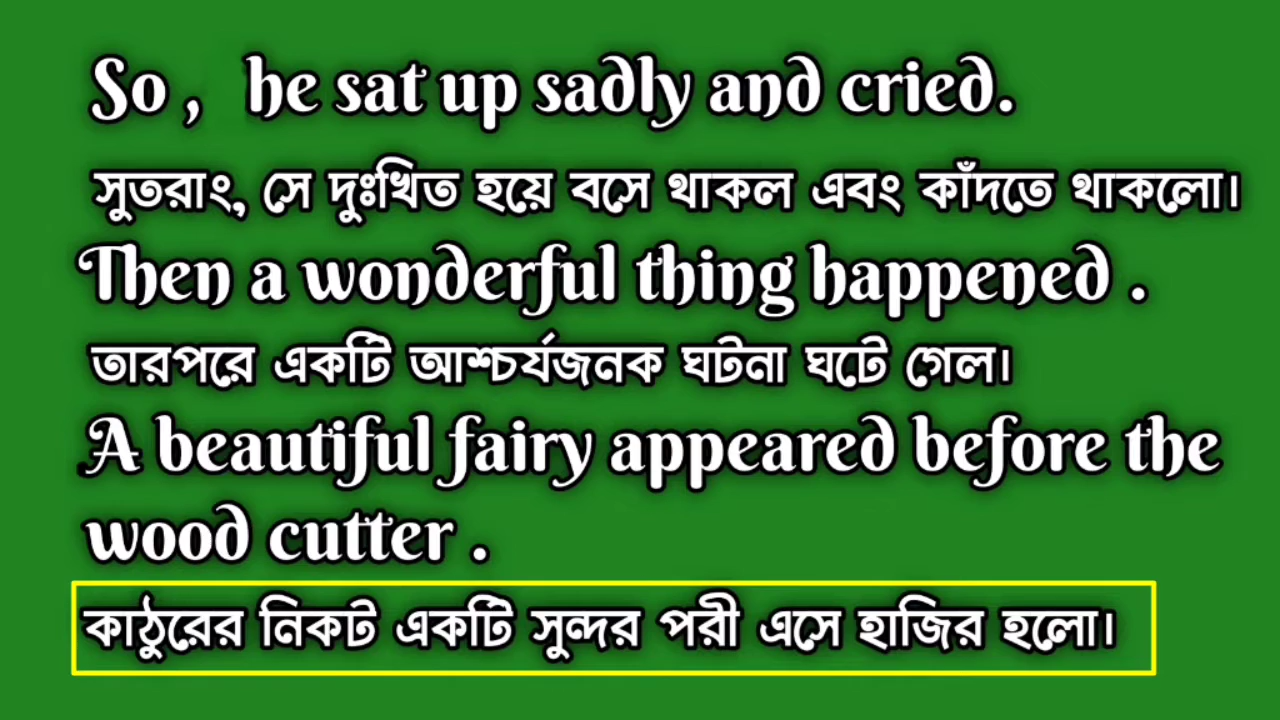 So , he sat up sadly and cried.
সুতরাং, সে দুঃখিত হয়ে বসে থাকল এবং কাঁদতে থাকলো।
Then a wonderful thing happened .
তারপরে একটি আশ্চর্যজনক ঘটনা ঘটে গেল।
A beautiful fairy appeared before the
wood cutter .
কাঠুরের নিকট একটি সুন্দর পরী এসে হাজির হলো।